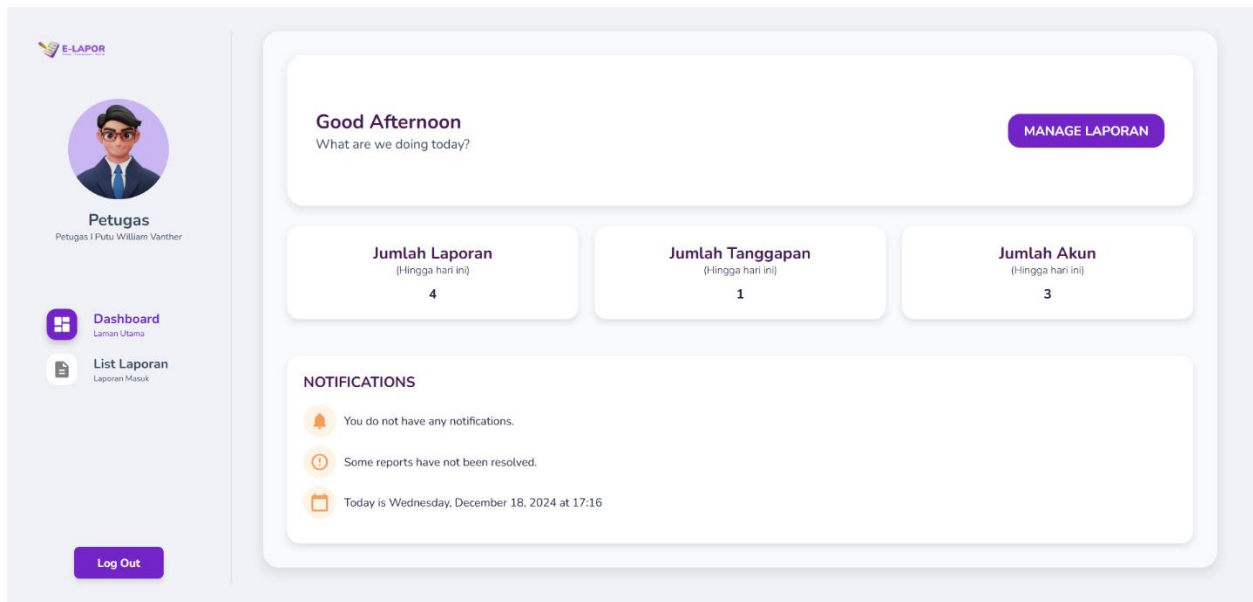 E-LAPOR
Petugas
Petugas I Putu William Vanther
Dashboard
Laman Utama
List Laporan
Laporan Masuk
Log Out
Good Afternoon
What are we doing today?
MANAGE LAPORAN
Jumlah Laporan
(Hingga hari ini)
4
Jumlah Tanggapan
(Hingga hari ini)
1
Jumlah Akun
(Hingga hari ini)
3
NOTIFICATIONS
You do not have any notifications.
Some reports have not been resolved.
Today is Wednesday, December 18, 2024 at 17:16